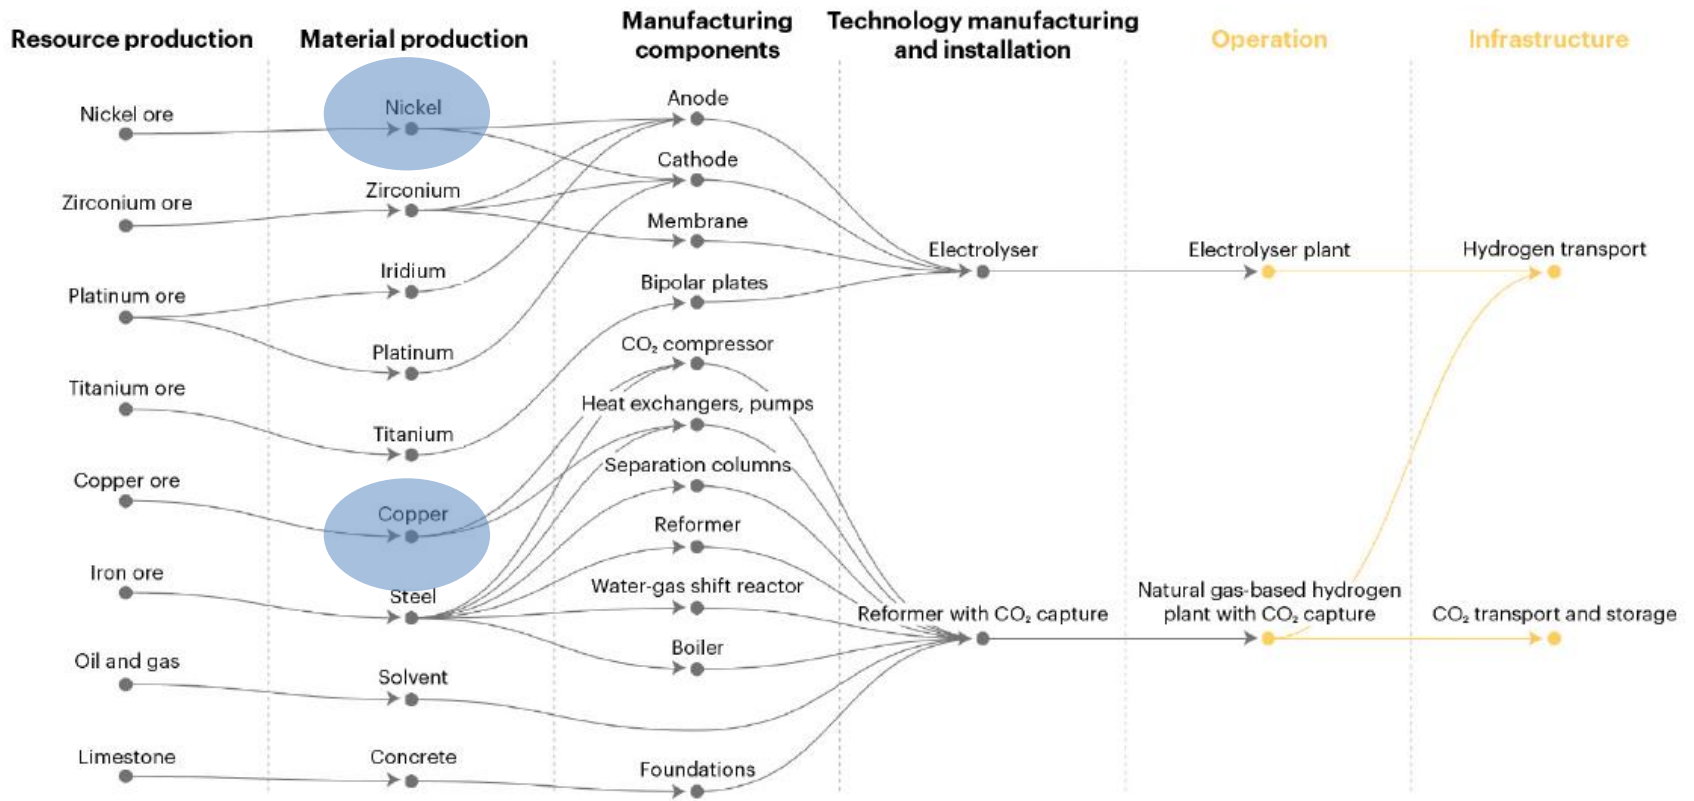 Resource production
Material production
Manufacturing
components
Technology manufacturing
and installation
Operation
Infrastructure
Nickel ore
Zirconium ore
Platinum ore
Titanium ore
Copper ore
Iron ore
Oil and gas
Limestone
Nickel
Zirconium
Iridium
Platinum
Titanium
Copper
Steel
Solvent
Concrete
Anode
Cathode
Membrane
Bipolar plates
CO₂ compressor
Heat exchangers, pumps
Separation columns
Reformer
Water-gas shift reactor
Boiler
Foundations
Electrolyser
Reformer with CO₂ capture
Electrolyser plant
Natural gas-based hydrogen
plant with CO₂ capture
Hydrogen transport
CO₂ transport and storage